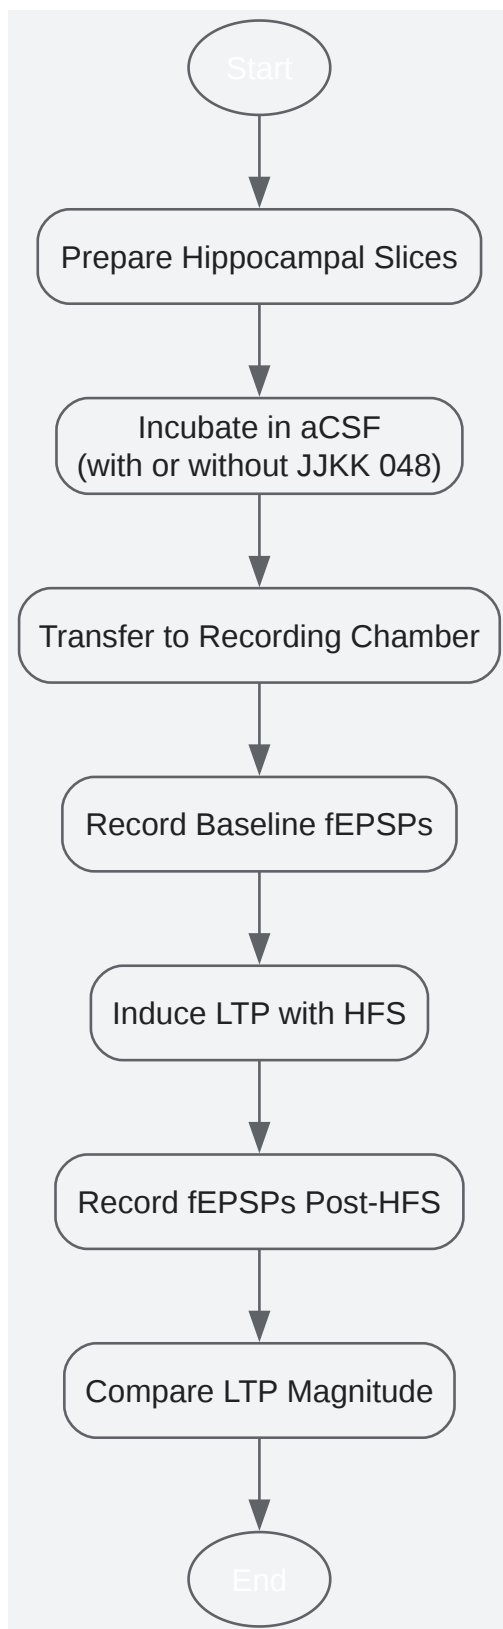 Start
Prepare Hippocampal Slices
Incubate in aCSF
(with or without JJKK 048)
Transfer to Recording Chamber
Record Baseline fEPSPs
Induce LTP with HFS
Record fEPSPs Post-HFS
Compare LTP Magnitude
End